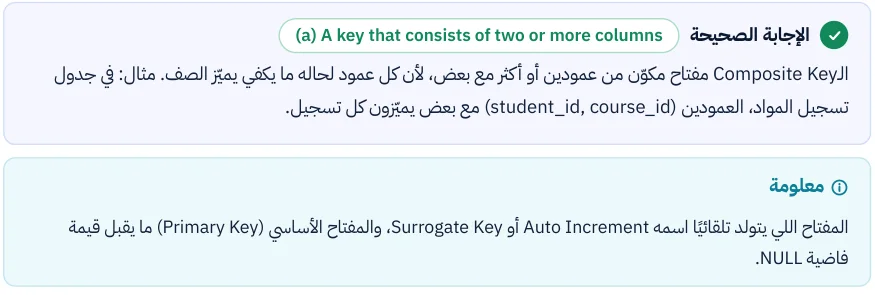 الإجابة الصحيحة (a) A key that consists of two or more columns
الـComposite Key مفتاح مكوّن من عمودين أو أكثر مع بعض، لأن كل عمود لحاله ما يكفي يميّز الصف. مثال: في جدول
تسجيل المواد، العمودين (student_id, course_id) مع بعض يميّزون كل تسجيل.
معلومة
المفتاح اللي يتولد تلقائيًا اسمه Auto Increment أو Surrogate Key، والمفتاح الأساسي (Primary Key) ما يقبل قيمة
فاضية NULL.